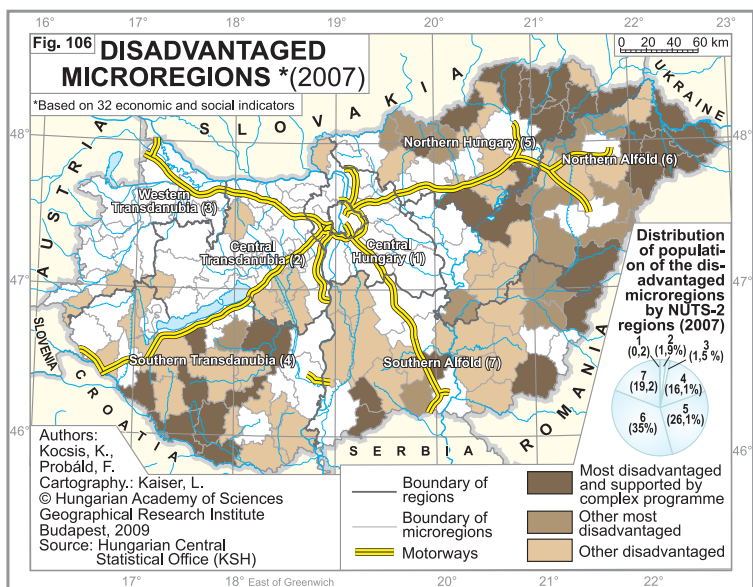 16° 17° 18° 19° 20° 21° 22° 23°
Fig. 106
DISADVANTAGED
MICROREGIONS *(2007)
*Based on 32 economic and social indicators
0 60 km
UKRAINE
SLOVAKIA
AUSTRIA
48°
48°
Northern Hungary (5)
Northern Alföld (6)
Western
Transdanubia (3)
Central
Transdanubia (2)
Central
Hungary (1)
47°
47°
Distribution
of populati-
on of the dis-
advantaged
microregions
by NUTS-2
regions (2007)
1
(0,2)
2
(1,9%)
3
(1,5 %)
7
(19,2)
4
(16,1%)
6
(35%)
5
(26,1%)
SLOVENIA
Southern Transdanubia (4)
Southern Alföld (7)
CROATIA
ROMANIA
SERBIA
46°
46°
Authors:
Kocsis, K.,
Probáld, F.
Cartography.: Kaiser, L.
© Hungarian Academy of Sciences
Geographical Research Institute
Budapest, 2009
Source: Hungarian Central
Statistical Office (KSH)
Boundary of
regions
Boundary of
microregions
Motorways
Most disadvantaged
and supported by
complex programme
Other most
disadvantaged
Other disadvantaged
17° 18° East of Greenwich 19° 20° 21° 22°